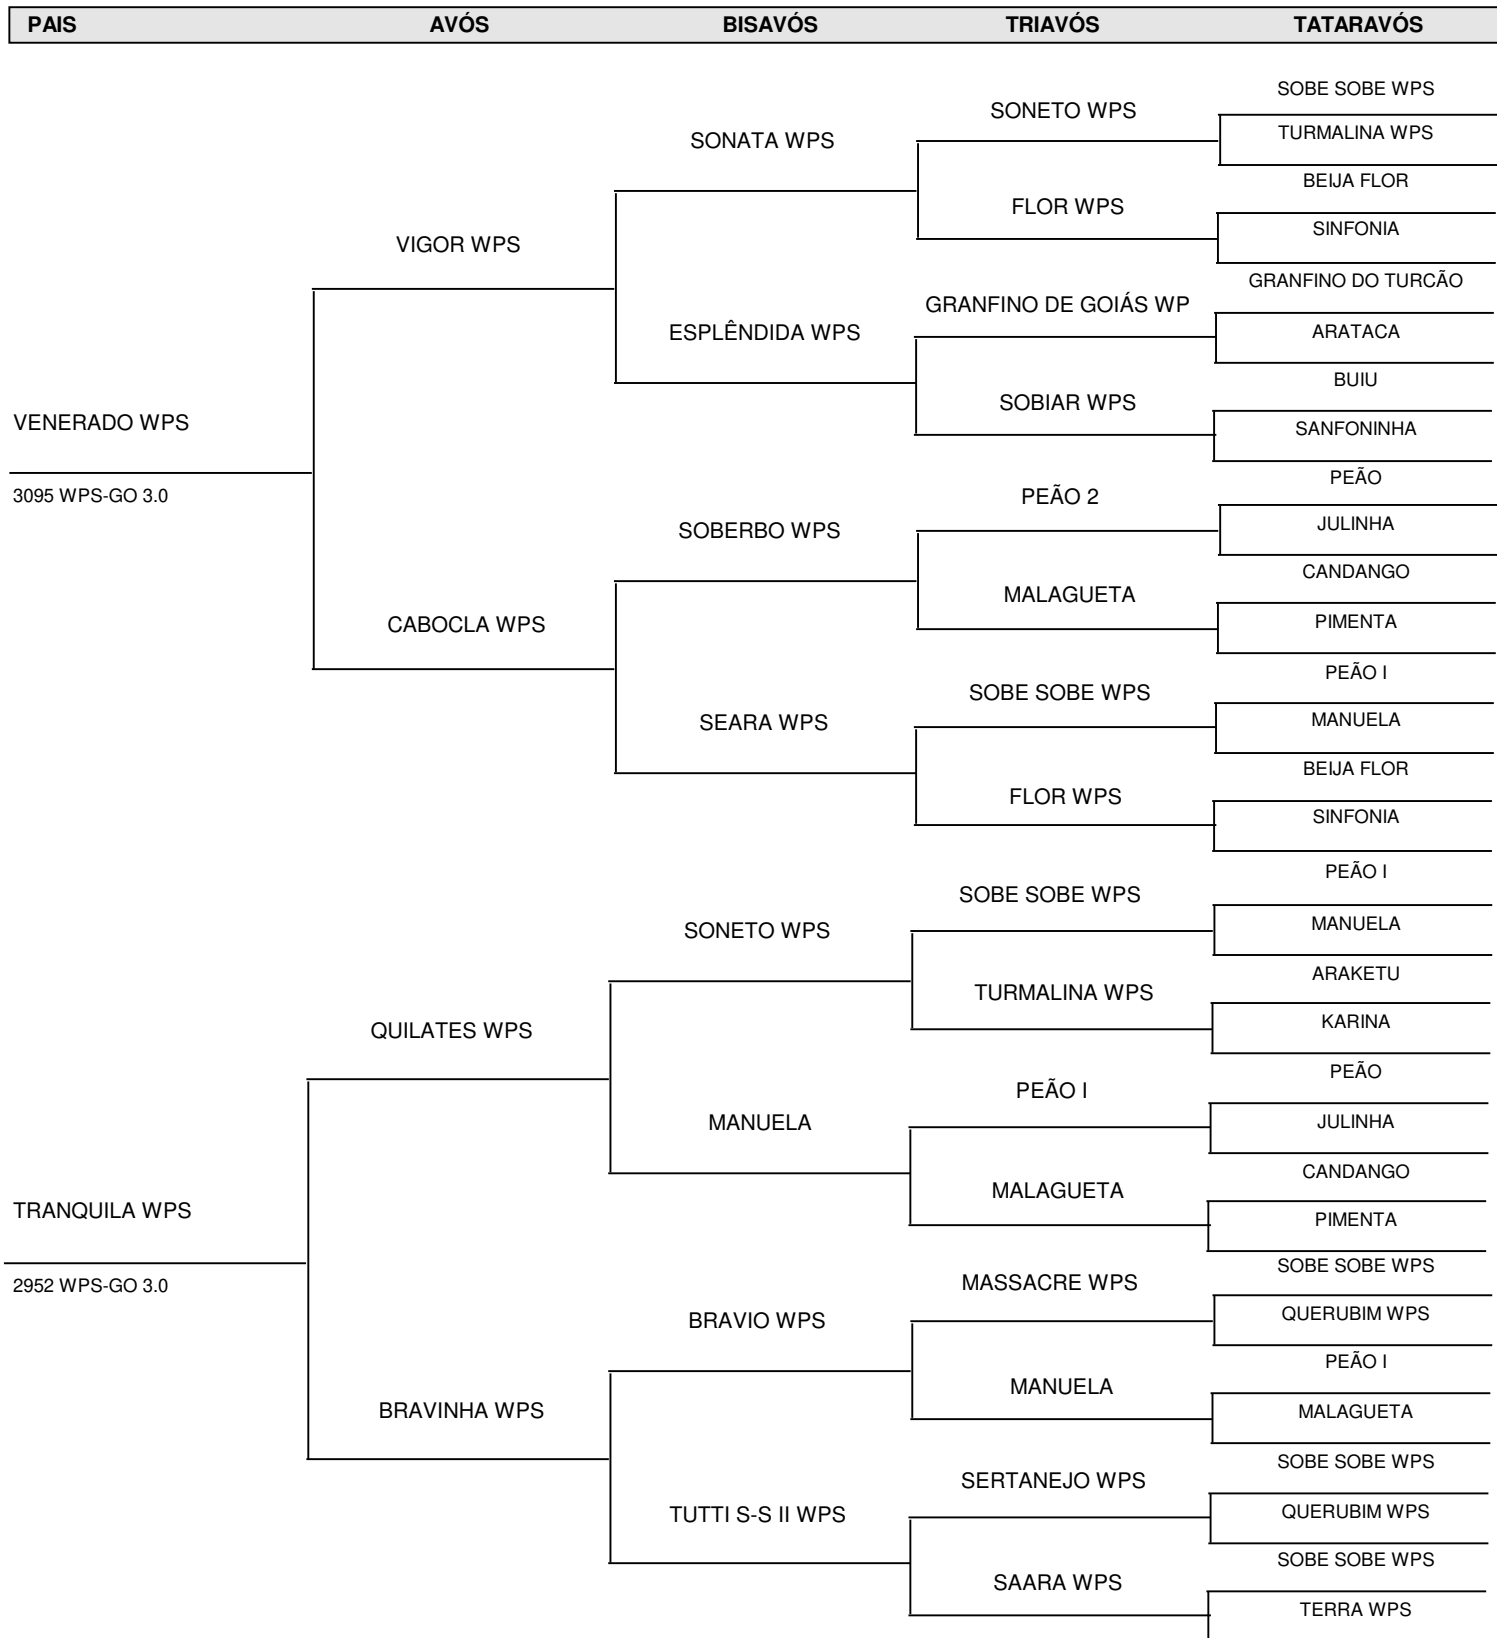 PAIS AVÓS BISAVÓS TRIAVÓS TATARAVÓS
SOBE SOBE WPS
SONETO WPS
TURMALINA WPS
SONATA WPS
BEIJA FLOR
FLOR WPS
SINFONIA
VIGOR WPS
GRANFINO DO TURCÃO
GRANFINO DE GOIÁS WP
ARATACA
ESPLÊNDIDA WPS
BUIU
SOBIAR WPS
SANFONINHA
VENERADO WPS
3095 WPS-GO 3.0
PEÃO
PEÃO 2
JULINHA
SOBERBO WPS
CANDANGO
MALAGUETA
PIMENTA
CABOCLA WPS
PEÃO I
SOBE SOBE WPS
MANUELA
SEARA WPS
BEIJA FLOR
FLOR WPS
SINFONIA
PEÃO I
SOBE SOBE WPS
MANUELA
SONETO WPS
ARAKETU
TURMALINA WPS
KARINA
QUILATES WPS
PEÃO
PEÃO I
JULINHA
MANUELA
CANDANGO
MALAGUETA
PIMENTA
TRANQUILA WPS
2952 WPS-GO 3.0
SOBE SOBE WPS
MASSACRE WPS
QUERUBIM WPS
BRAVIO WPS
PEÃO I
MANUELA
MALAGUETA
BRAVINHA WPS
SOBE SOBE WPS
SERTANEJO WPS
QUERUBIM WPS
TUTTI S-S II WPS
SOBE SOBE WPS
SAARA WPS
TERRA WPS